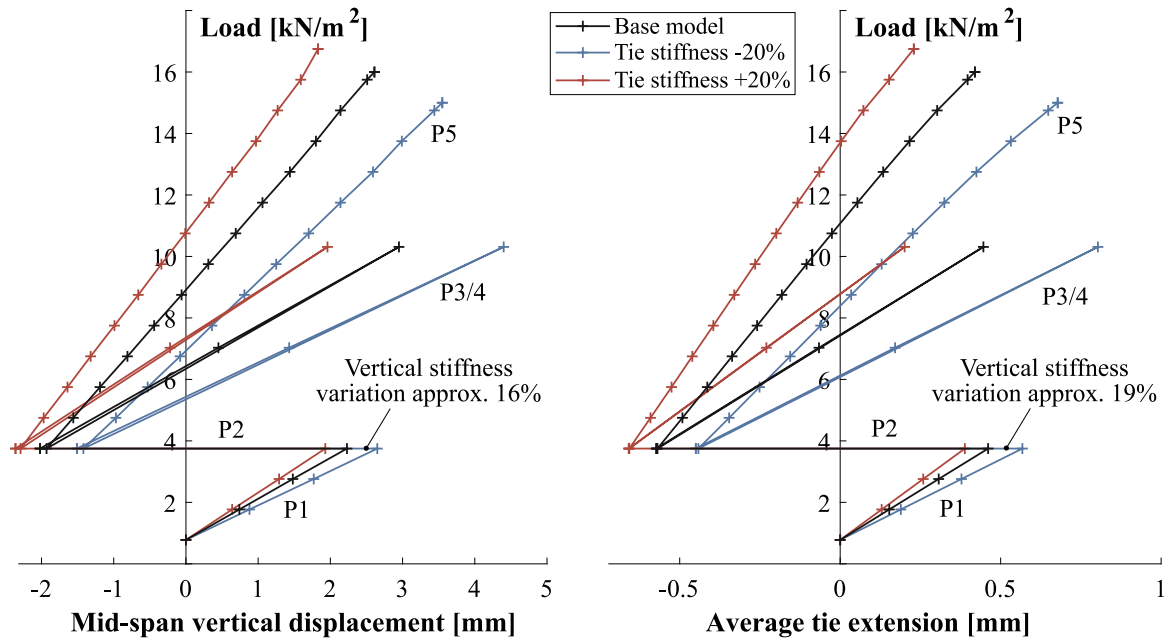 Load [kN/m²]
16
14
12
10
8
6
4
2
P5
P3/4
Vertical stiffness
variation approx. 16%
P2
P1
-2 -1 0 1 2 3 4 5
Mid-span vertical displacement [mm]
Base model
Tie stiffness -20%
Tie stiffness +20%
Load [kN/m²]
16
14
12
10
8
6
4
2
P5
P3/4
Vertical stiffness
variation approx. 19%
P2
P1
-0.5 0 0.5 1
Average tie extension [mm]